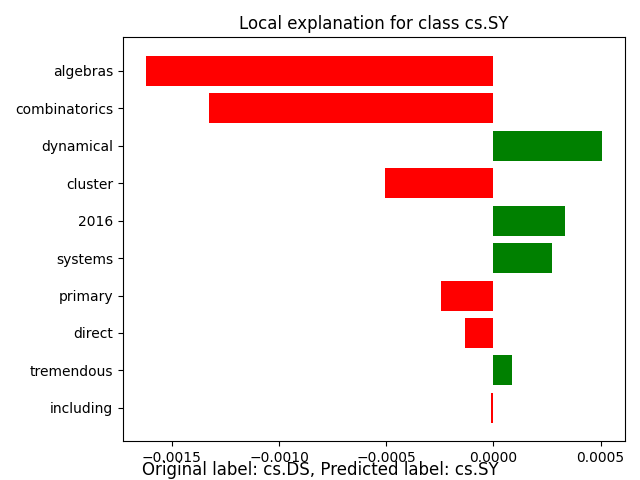 Local explanation for class cs.SY
algebras
combinatorics
dynamical
cluster
2016
systems
primary
direct
tremendous
including
−0.0015 −0.0010 −0.0005 0.0000 0.0005
Original label: cs.DS, Predicted label: cs.SY